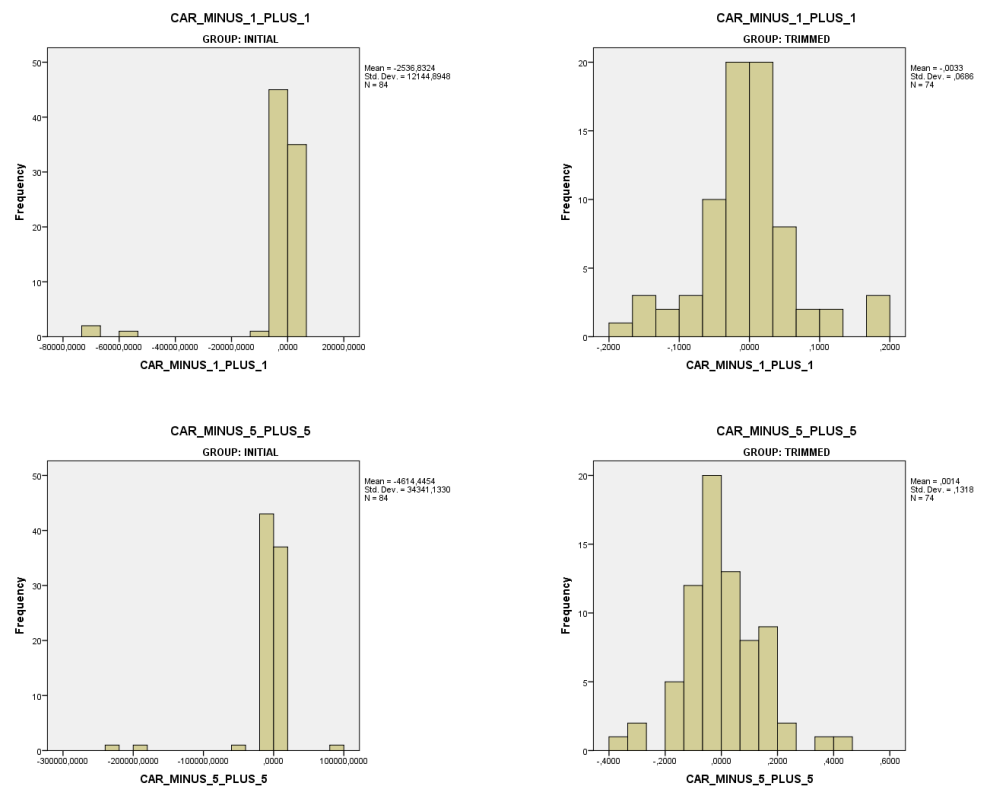 CAR_MINUS_1_PLUS_1
GROUP: INITIAL
Mean = -2536,8324
Std. Dev. = 12144,8948
N = 84
50
40
30
20
10
0
Frequency
-80000,0000 -60000,0000 -40000,0000 -20000,0000 ,0000 20000,0000
CAR_MINUS_1_PLUS_1
CAR_MINUS_1_PLUS_1
GROUP: TRIMMED
Mean = -,0033
Std. Dev. = ,0686
N = 74
20
15
10
5
0
Frequency
-,2000 -,1000 ,0000 ,1000 ,2000
CAR_MINUS_1_PLUS_1
CAR_MINUS_5_PLUS_5
GROUP: INITIAL
Mean = -4614,4454
Std. Dev. = 34341,1330
N = 84
50
40
30
20
10
0
Frequency
-300000,0000 -200000,0000 -100000,0000 ,0000 100000,0000
CAR_MINUS_5_PLUS_5
CAR_MINUS_5_PLUS_5
GROUP: TRIMMED
Mean = ,0014
Std. Dev. = ,1318
N = 74
20
15
10
5
0
Frequency
-,4000 -,2000 ,0000 ,2000 ,4000 ,6000
CAR_MINUS_5_PLUS_5